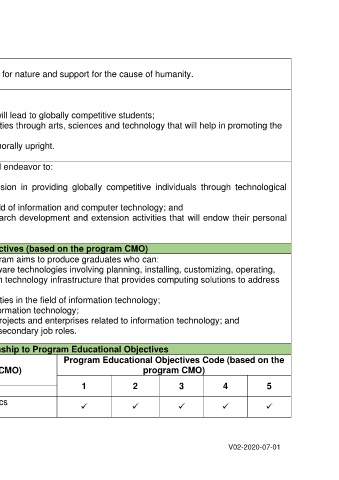 for nature and support for the cause of humanity.
ill lead to globally competitive students;
ties through arts, sciences and technology that will help in promoting the
orally upright.
endeavor to:
sion in providing globally competitive individuals through technological
ld of information and computer technology; and
arch development and extension activities that will endow their personal
ctives (based on the program CMO)
ram aims to produce graduates who can:
ware technologies involving planning, installing, customizing, operating,
n technology infrastructure that provides computing solutions to address
ties in the field of information technology;
ormation technology;
rojects and enterprises related to information technology; and
secondary job roles.
nship to Program Educational Objectives
CMO)
Program Educational Objectives Code (based on the
program CMO)
1 2 3 4 5
cs ✓ ✓ ✓ ✓ ✓
V02-2020-07-01